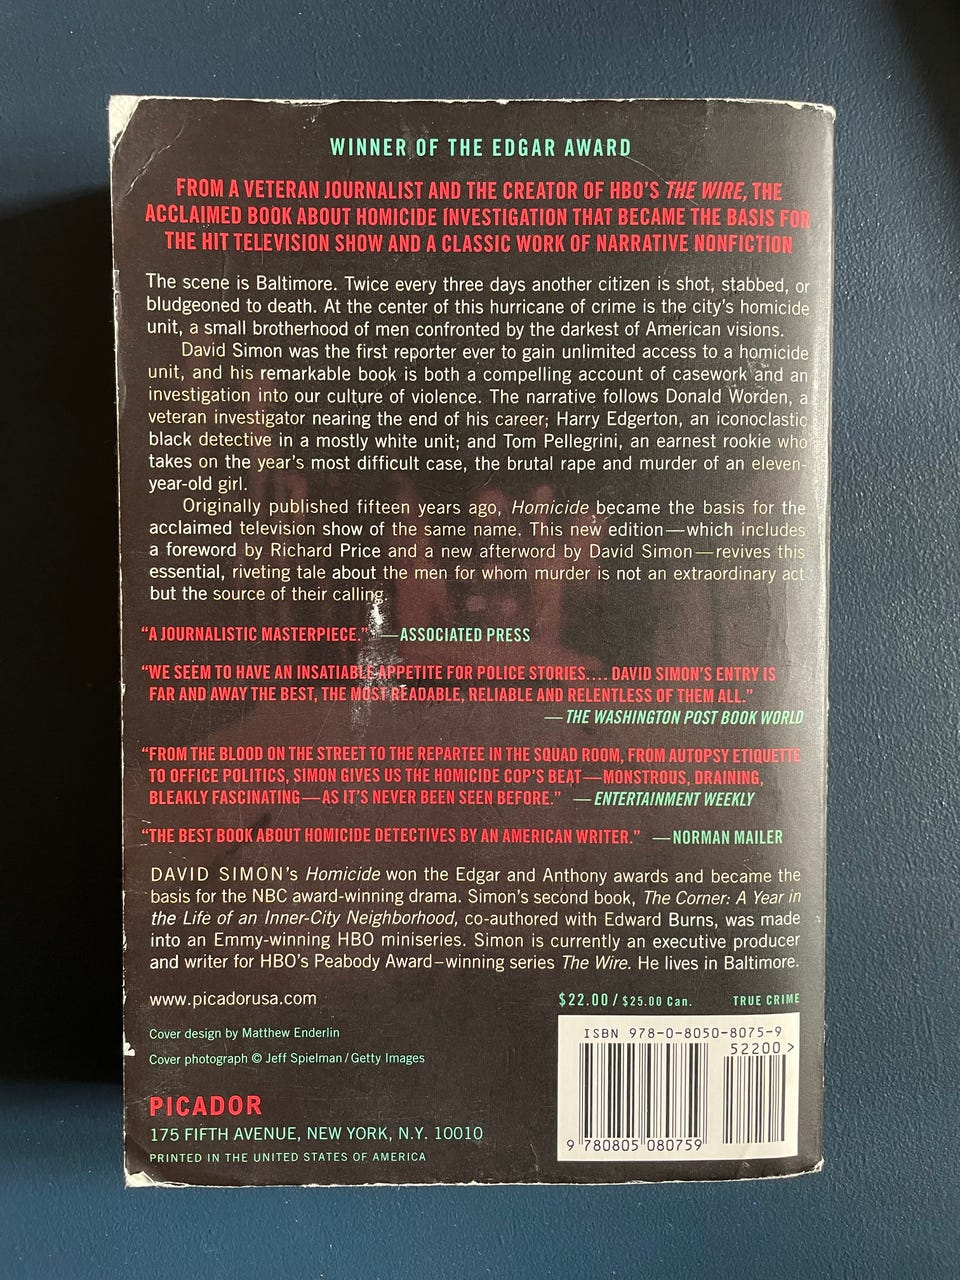 WINNER OF THE EDGAR AWARD
FROM A VETERAN JOURNALIST AND THE CREATOR OF HBO'S THE WIRE, THE
ACCLAIMED BOOK ABOUT HOMICIDE INVESTIGATION THAT BECAME THE BASIS FOR
THE HIT TELEVISION SHOW AND A CLASSIC WORK OF NARRATIVE NONFICTION
The scene is Baltimore. Twice every three days another citizen is shot, stabbed, or
bludgeoned to death. At the center of this hurricane of crime is the city's homicide
unit, a small brotherhood of men confronted by the darkest of American visions.
David Simon was the first reporter ever to gain unlimited access to a homicide
unit, and his remarkable book is both a compelling account of casework and an
investigation into our culture of violence. The narrative follows Donald Worden, a
veteran investigator nearing the end of his career; Harry Edgerton, an iconoclastic
black detective in a mostly white unit; and Tom Pellegrini, an earnest rookie who
takes on the year's most difficult case, the brutal rape and murder of an eleven-
year-old girl.
Originally published fifteen years ago, Homicide became the basis for the
acclaimed television show of the same name. This new edition—which includes
a foreword by Richard Price and a new afterword by David Simon—revives this
essential, riveting tale about the men for whom murder is not an extraordinary act
but the source of their calling.
"A JOURNALISTIC MASTERPIECE." —ASSOCIATED PRESS
"WE SEEM TO HAVE AN INSATIABLE APPETITE FOR POLICE STORIES.... DAVID SIMON'S ENTRY IS
FAR AND AWAY THE BEST, THE MOST READABLE, RELIABLE AND RELENTLESS OF THEM ALL."
—THE WASHINGTON POST BOOK WORLD
"FROM THE BLOOD ON THE STREET TO THE REPARTEE IN THE SQUAD ROOM, FROM AUTOPSY ETIQUETTE
TO OFFICE POLITICS, SIMON GIVES US THE HOMICIDE COP'S BEAT—MONSTROUS, DRAINING,
BLEAKLY FASCINATING—AS IT'S NEVER BEEN SEEN BEFORE." —ENTERTAINMENT WEEKLY
"THE BEST BOOK ABOUT HOMICIDE DETECTIVES BY AN AMERICAN WRITER." —NORMAN MAILER
DAVID SIMON's Homicide won the Edgar and Anthony awards and became the
basis for the NBC award-winning drama. Simon's second book, The Corner: A Year in
the Life of an Inner-City Neighborhood, co-authored with Edward Burns, was made
into an Emmy-winning HBO miniseries. Simon is currently an executive producer
and writer for HBO's Peabody Award–winning series The Wire. He lives in Baltimore.
www.picadorusa.com
$22.00 / $25.00 Can. TRUE CRIME
Cover design by Matthew Enderlin
Cover photograph © Jeff Spielman / Getty Images
PICADOR
175 FIFTH AVENUE, NEW YORK, N.Y. 10010
PRINTED IN THE UNITED STATES OF AMERICA
ISBN 978-0-8050-8075-9
52200 >
9 780805 080759